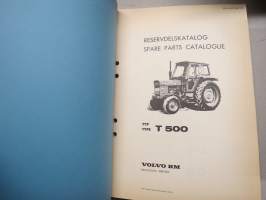 RESERVDELSKATALOG
SPARE PARTS CATALOGUE
TYP
TYPE T 500
VOLVO BM